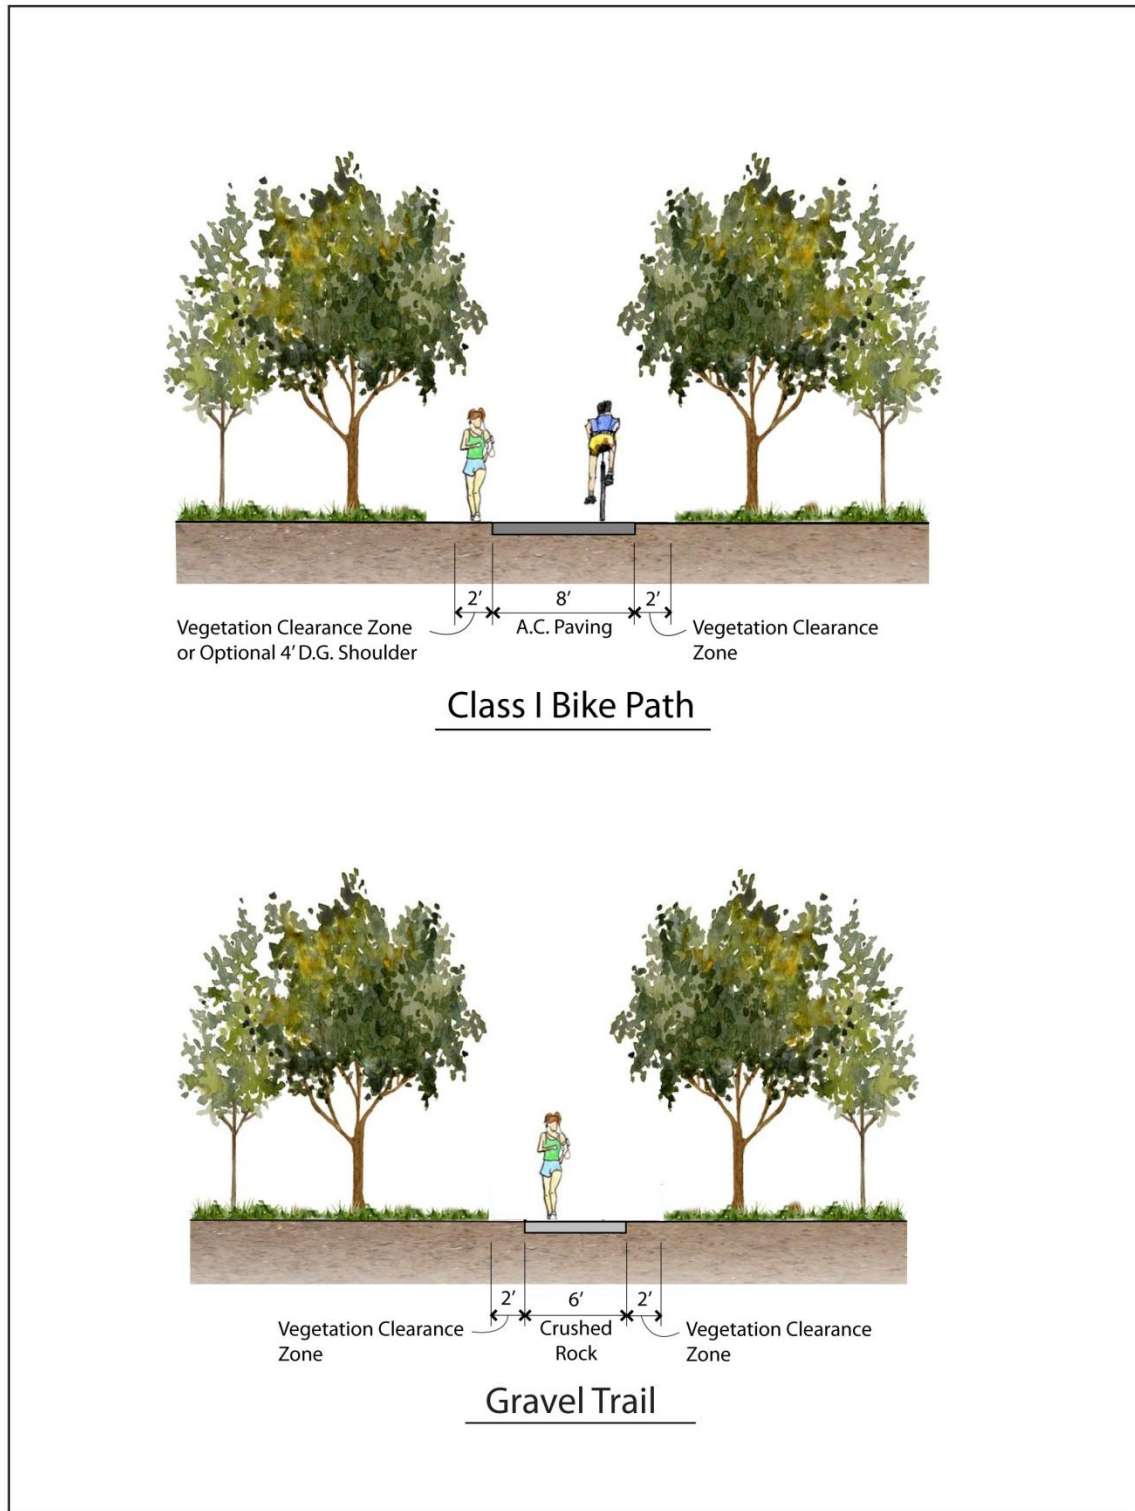 2’
8’
2’
Vegetation Clearance Zone
or Optional 4’ D.G. Shoulder
A.C. Paving
Vegetation Clearance
Zone
Class I Bike Path
2’
6’
2’
Vegetation Clearance
Zone
Crushed
Rock
Vegetation Clearance
Zone
Gravel Trail